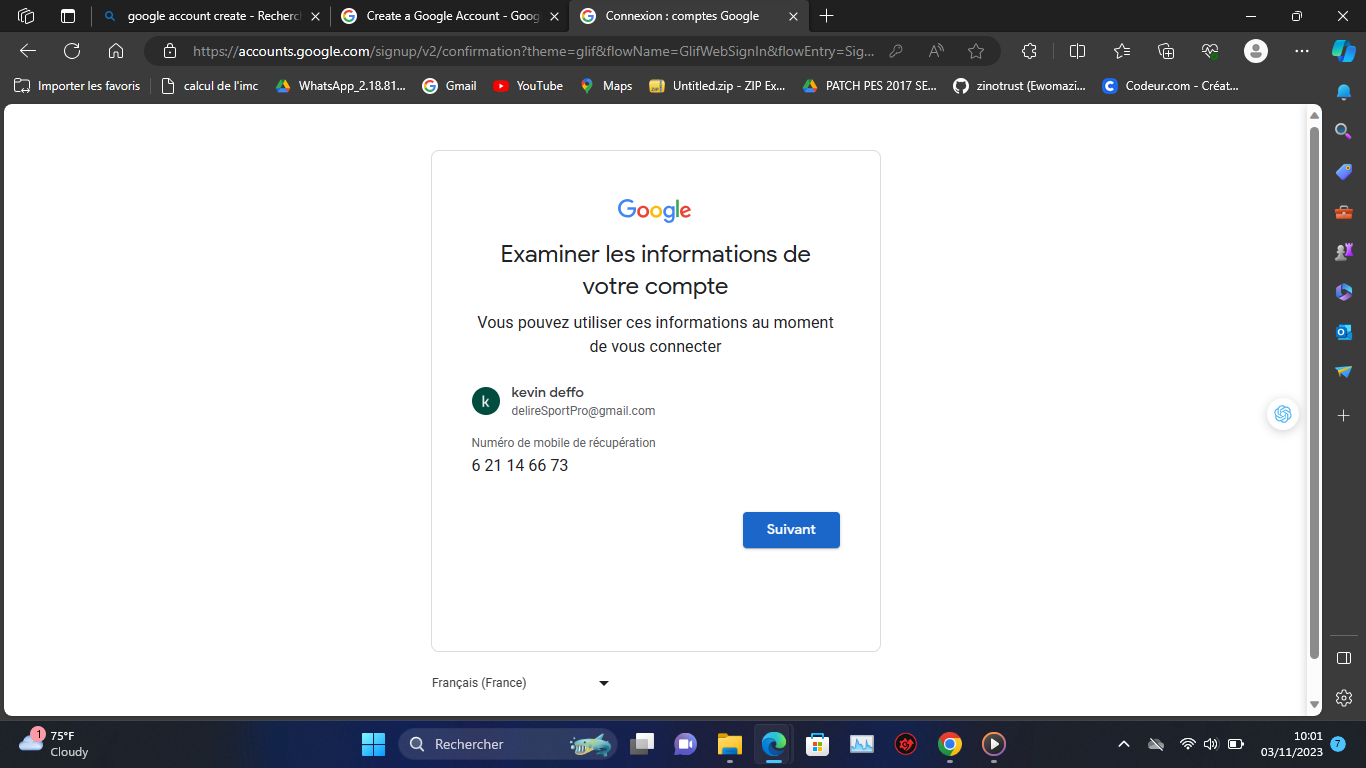 google account create - Recherc
Create a Google Account - Goog
Connexion : comptes Google
https://accounts.google.com/signup/v2/confirmation?theme=glif&flowName=GlifWebSignIn&flowEntry=Sig...
Importer les favoris
calcul de l'imc
WhatsApp_2.18.81...
Gmail
YouTube
Maps
Untitled.zip - ZIP Ex...
PATCH PES 2017 SE...
zinotrust (Ewomazi...
Codeur.com - Créat...
Google
Examiner les informations de
votre compte
Vous pouvez utiliser ces informations au moment
de vous connecter
k
kevin deffo
delireSportPro@gmail.com
Numéro de mobile de récupération
6 21 14 66 73
Suivant
Français (France)
1
75°F
Cloudy
Rechercher
10:01
03/11/2023
7